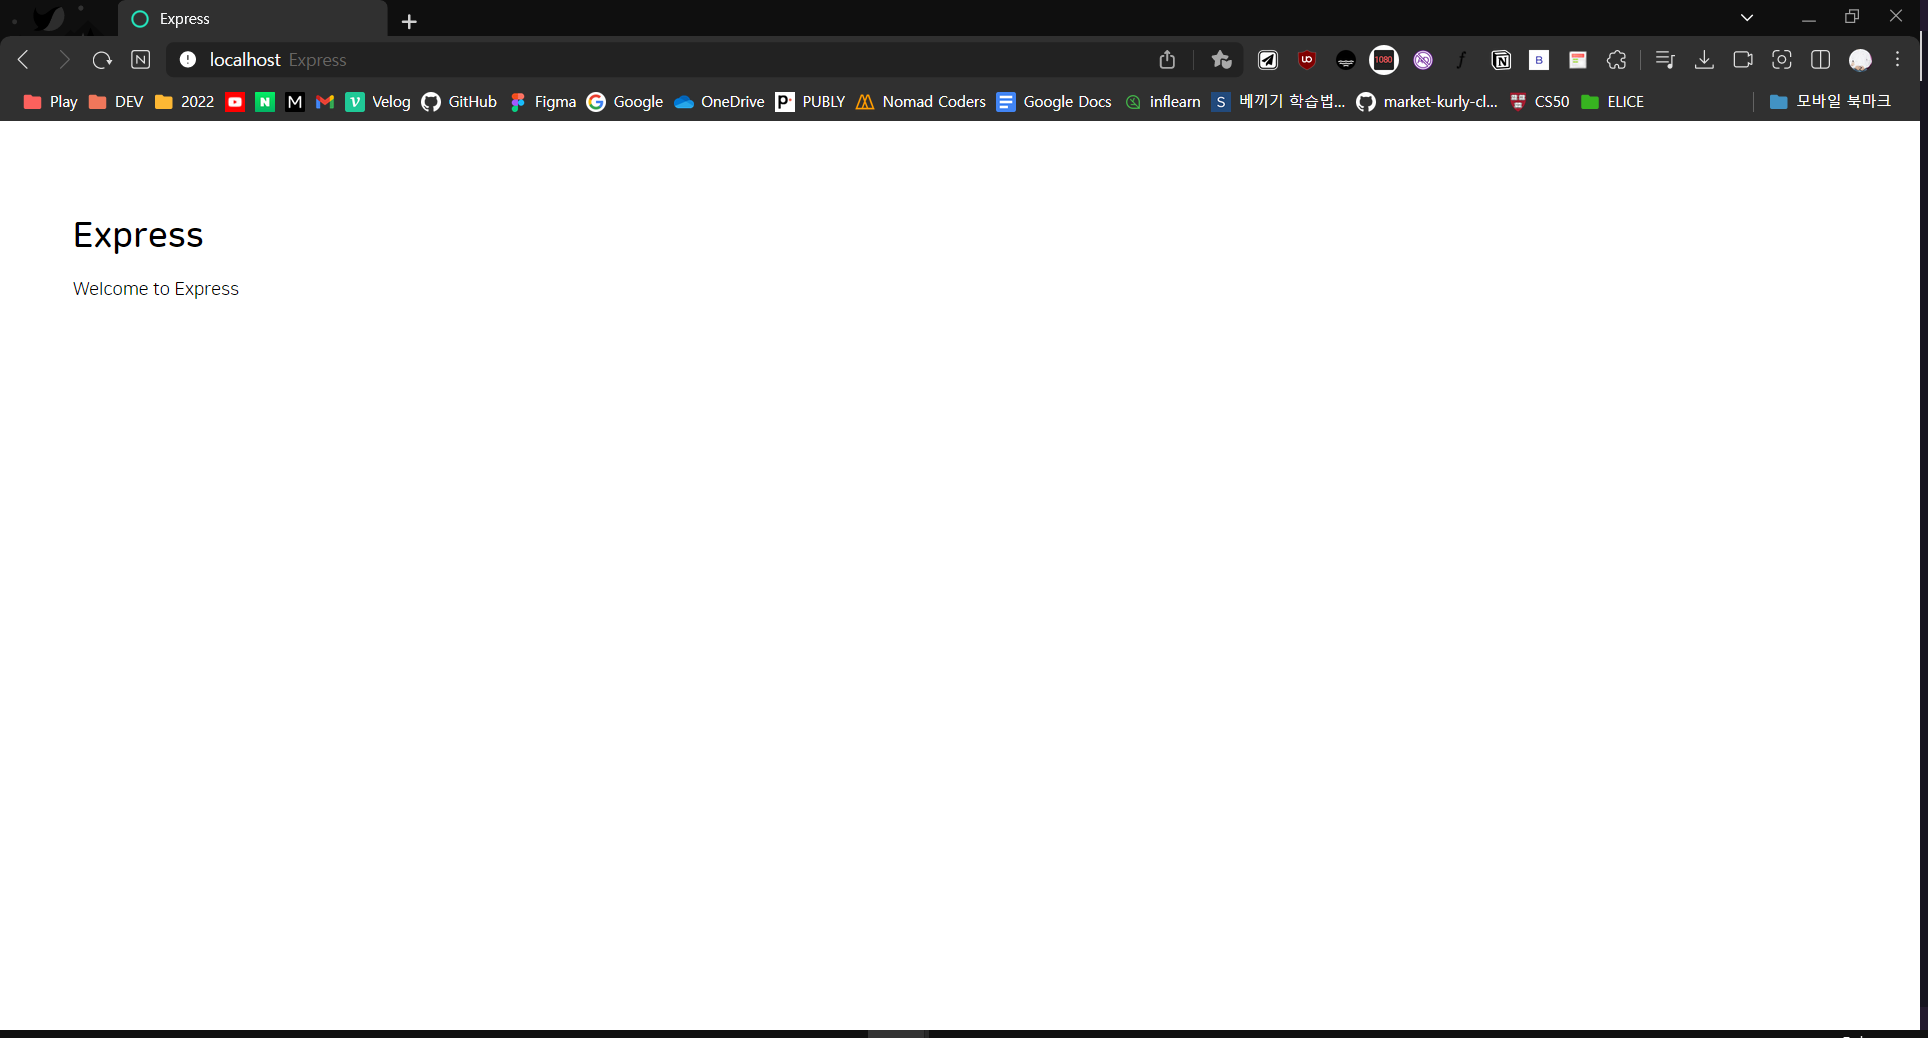 Express
localhost Express
1080
Play DEV 2022 N M Velog GitHub Figma Google OneDrive PUBLY Nomad Coders Google Docs inflearn S 베끼기 학습법... market-kurly-cl... CS50 ELICE 모바일 북마크
Express
Welcome to Express